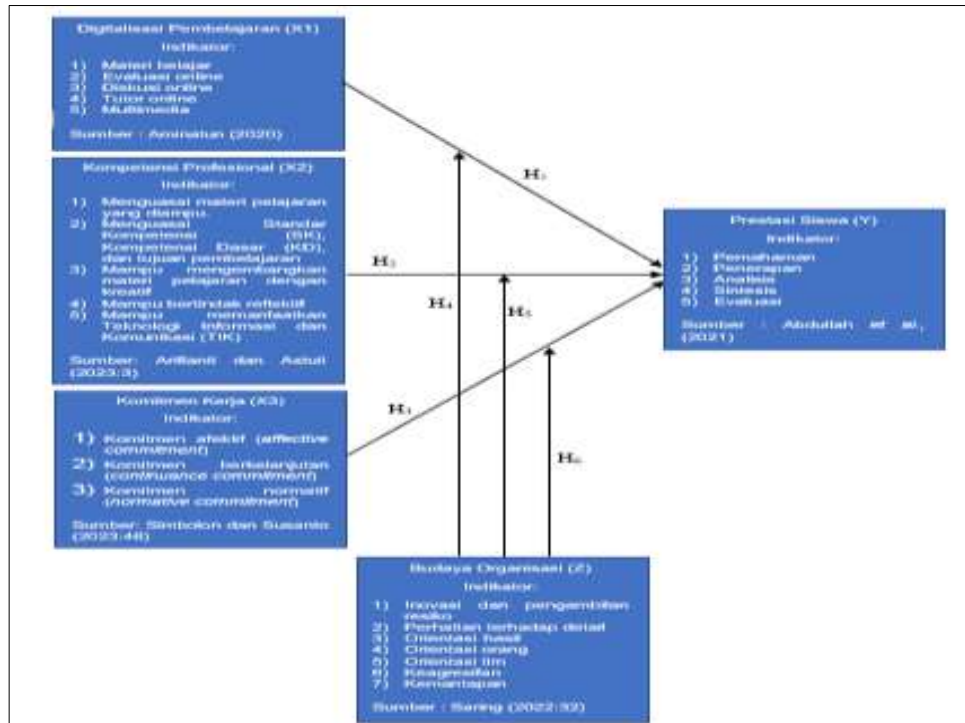 Digitalisasi Pembelajaran (X1)
Indikator:
1) Materi belajar
2) Evaluasi online
3) Diskusi online
4) Tutor online
5) Multimedia
Sumber : Aminatun (2020)
Kompetensi Profesional (X2)
Indikator:
1) Menguasai materi pelajaran
yang diampu.
2) Menguasai Standar
Kompetensi (SK),
Kompetensi Dasar (KD),
dan tujuan pembelajaran
3) Mampu mengembangkan
materi pelajaran dengan
kreatif
4) Mampu bertindak reflektif
5) Mampu memanfaatkan
Teknologi Informasi dan
Komunikasi (TIK)
Sumber: Arifianti dan Astuti
(2023:3)
Komitmen Kerja (X3)
Indikator:
1) Komitmen afektif (affective
commitment)
2) Komitmen berkelanjutan
(continuance commitment)
3) Komitmen normatif
(normative commitment)
Sumber: Simbolon dan Susanto
(2023:48)
H₂
H₄
H₅
H₆
Prestasi Siswa (Y)
Indikator:
1) Pemahaman
2) Penerapan
3) Analisis
4) Sintesis
5) Evaluasi
Sumber : Abdullah et al.,
(2021)
Budaya Organisasi (Z)
Indikator:
1) Inovasi dan pengambilan
resiko
2) Perhatian terhadap detail
3) Orientasi hasil
4) Orientasi orang
5) Orientasi tim
6) Keagresifan
7) Kemantapan
Sumber : Saring (2022:32)